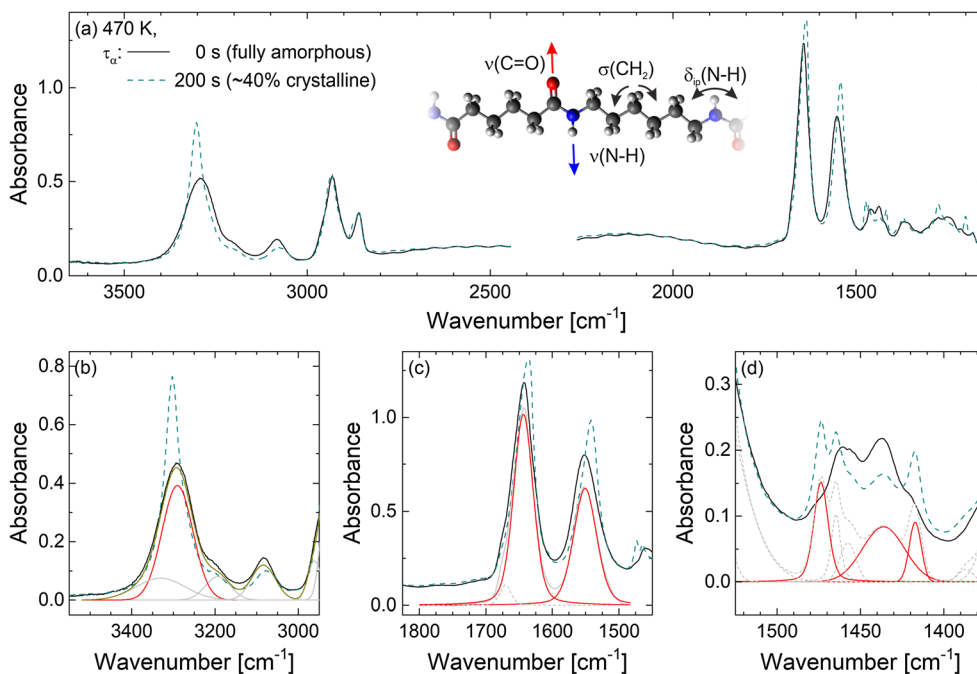 (a) 470 K,
τα: 0 s (fully amorphous)
200 s (~40% crystalline)
ν(C=O)
σ(CH2)
δip(N-H)
ν(N-H)
Absorbance
1.0
0.5
0.0
3500 3000 2500 2000 1500
Wavenumber [cm-1]
(b)
Absorbance
0.8
0.6
0.4
0.2
0.0
3400 3200 3000
Wavenumber [cm-1]
(c)
Absorbance
1.0
0.5
0.0
1800 1700 1600 1500
Wavenumber [cm-1]
(d)
Absorbance
0.3
0.2
0.1
0.0
1500 1450 1400
Wavenumber [cm-1]